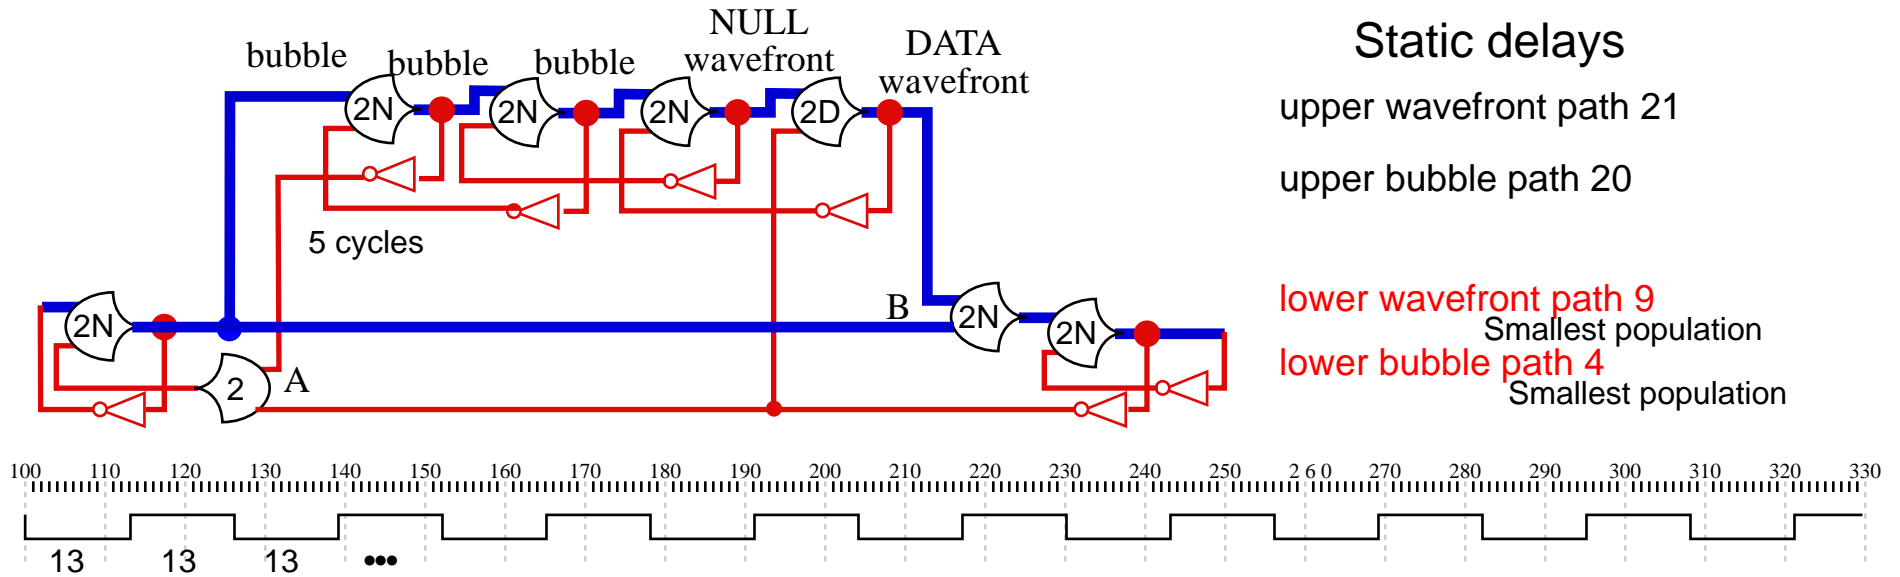 NULL
wavefront
DATA
wavefront
bubble
bubble
bubble
Static delays
2N
2N
2N
2D
upper wavefront path 21
upper bubble path 20
5 cycles
lower wavefront path 9
Smallest population
lower bubble path 4
Smallest population
2N
B
2N
2N
2
A
100 110 120 130 140 150 160 170 180 190 200 210 220 230 240 250 2 6 0 270 280 290 300 310 320 330
13 13 13 •••